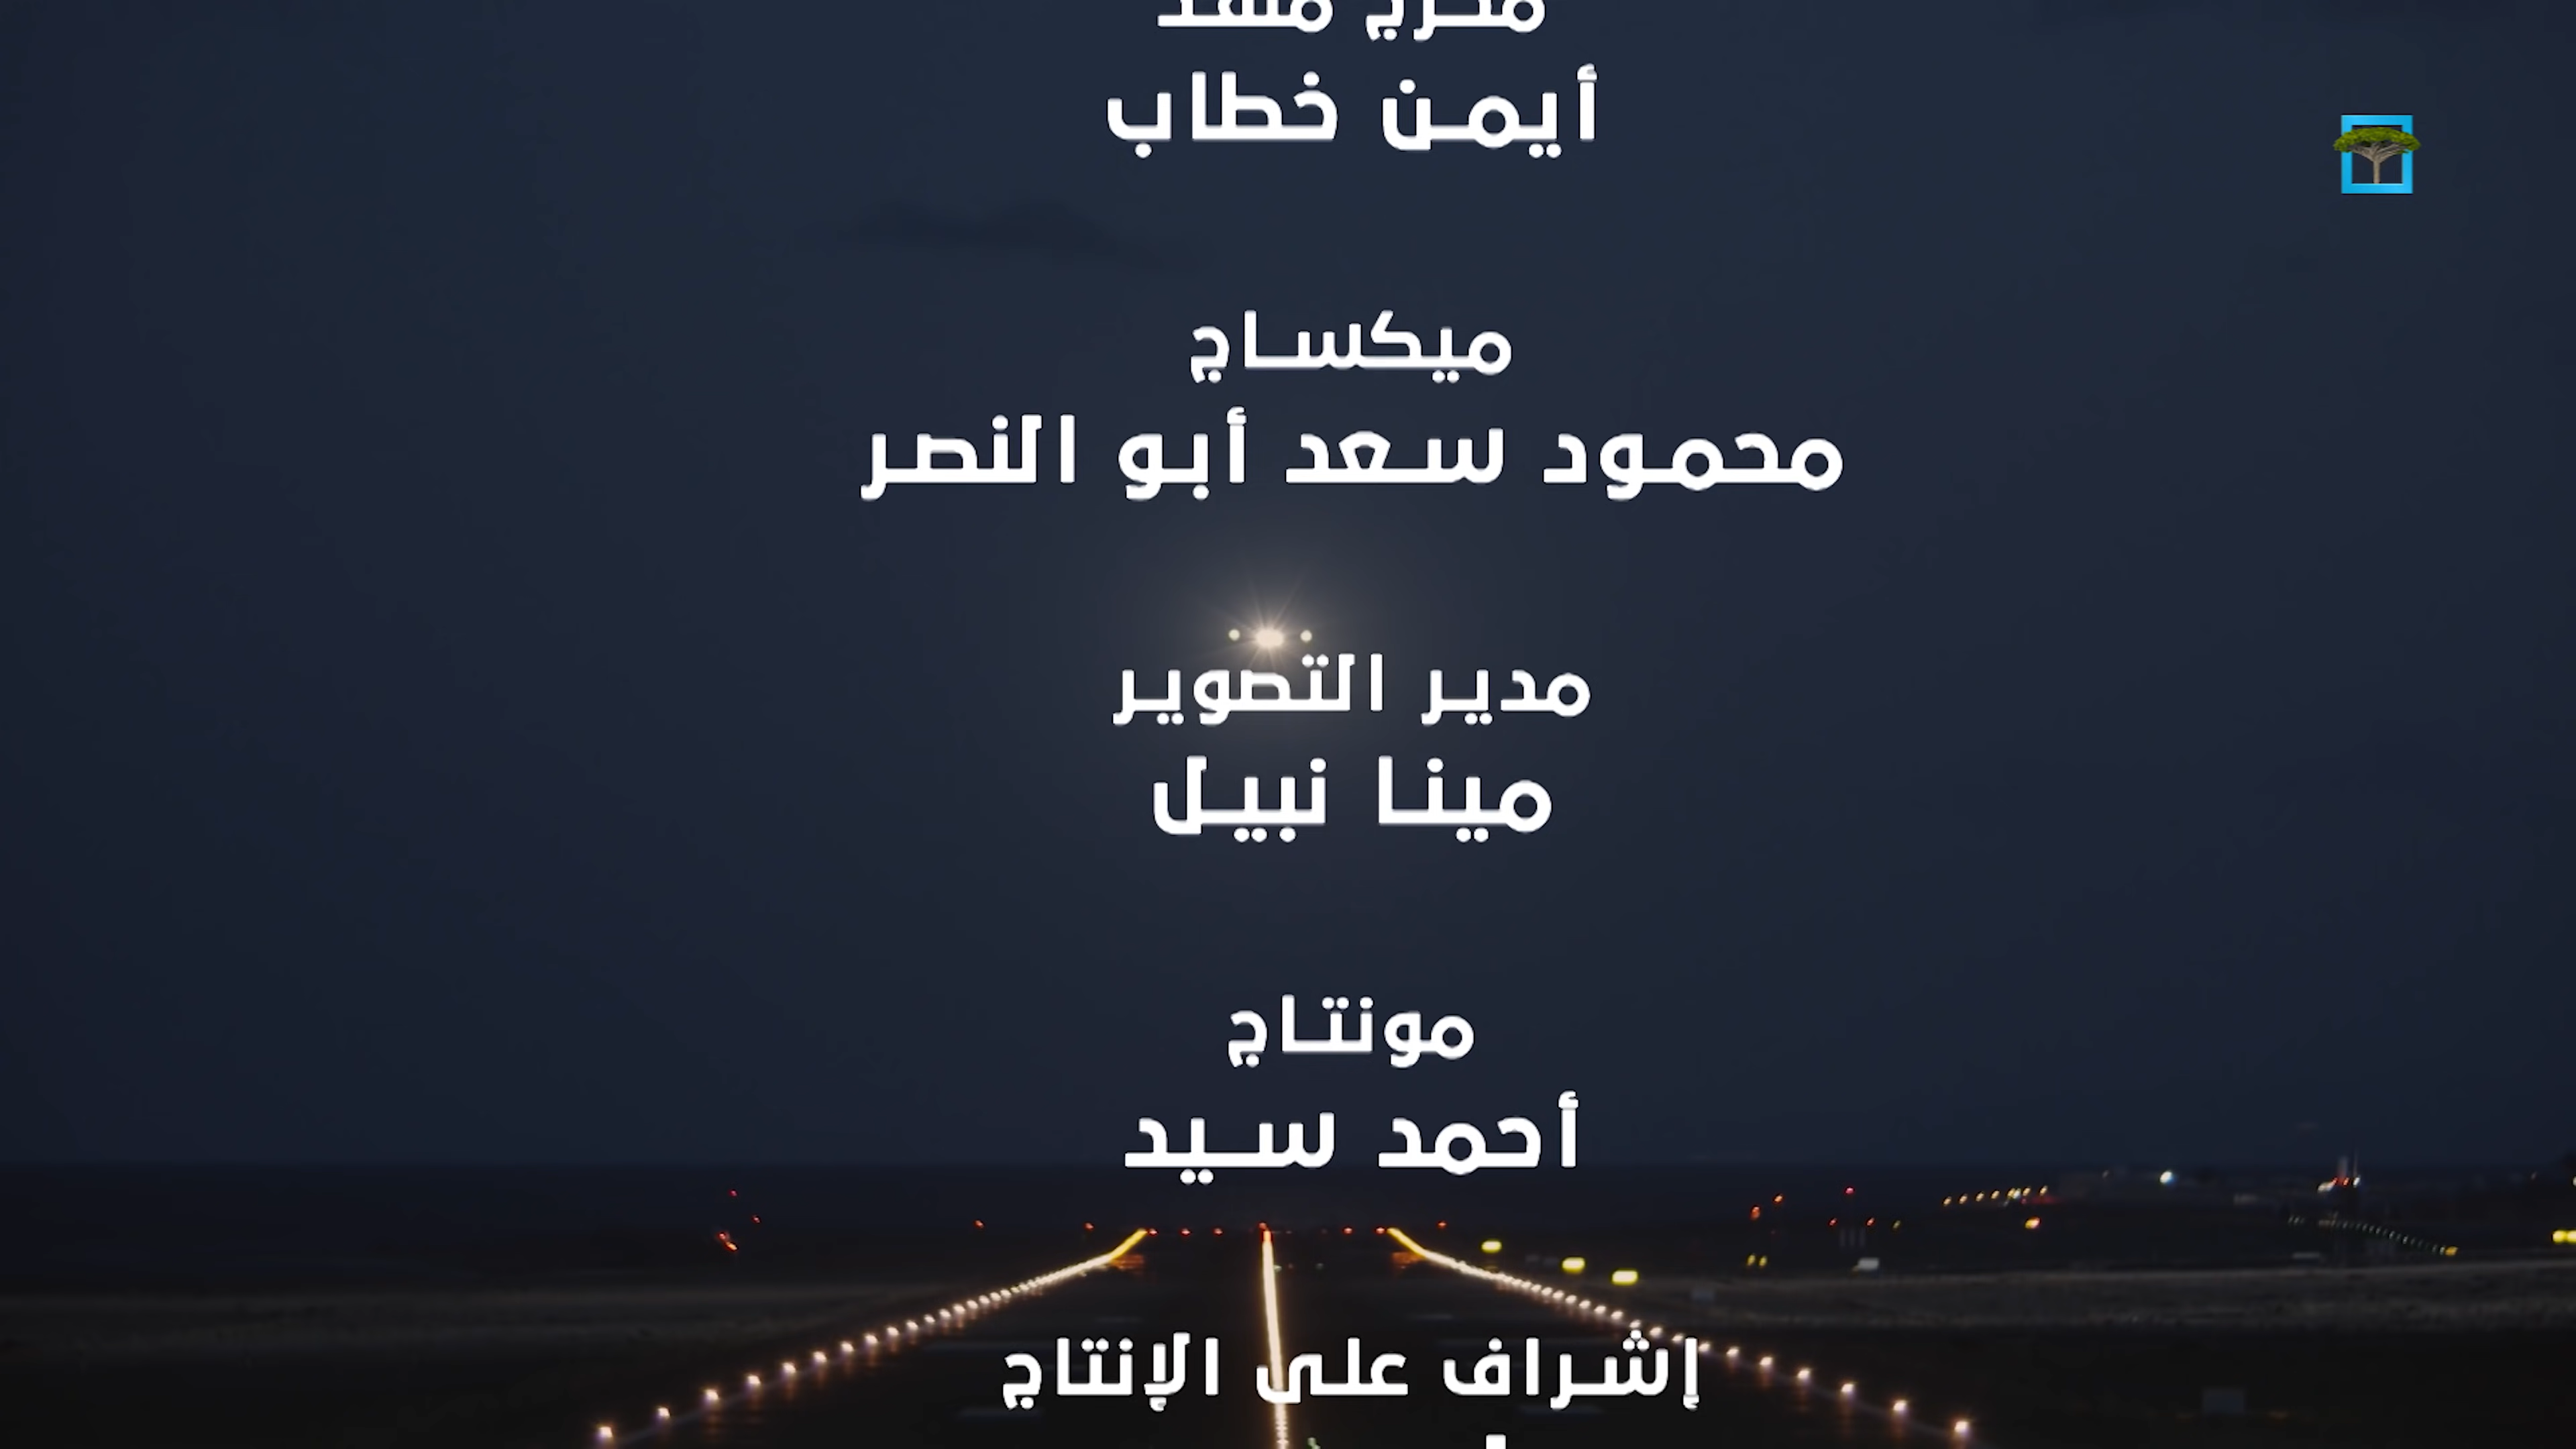 أيمن خطاب
ميكساج
محمود سعد أبو النصر
مدير التصوير
مينا نبيل
مونتاج
أحمد سيد
إشراف على الإنتاج